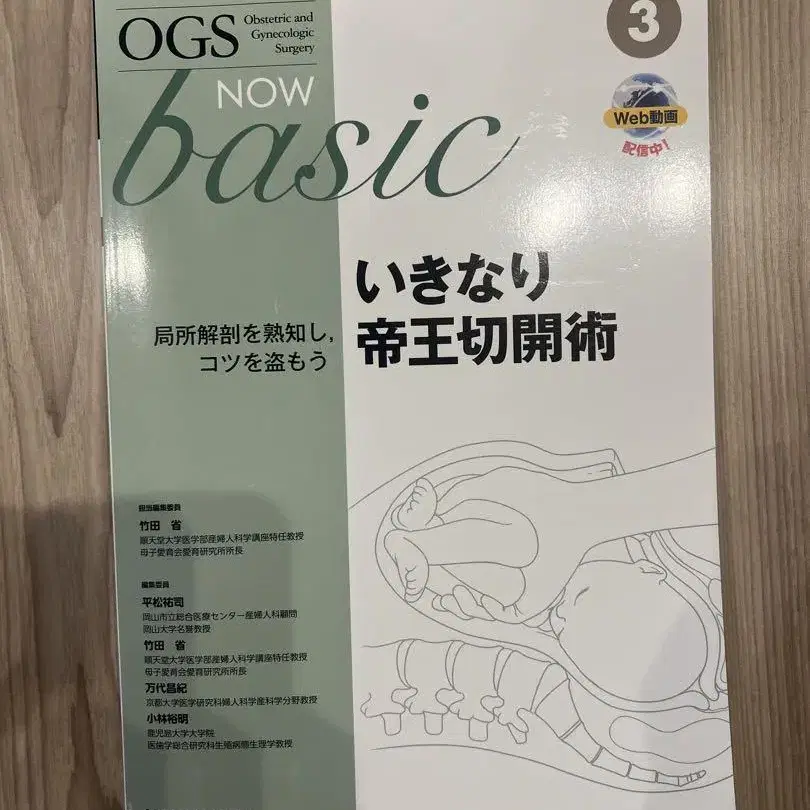 OGS
Obstetric and
Gynecologic
Surgery
NOW
basic
3
Web動画
配信中!
いきなり
帝王切開術
局所解剖を熟知し,
コツを盗もう
担当編集委員
竹田 省
順天堂大学医学部産婦人科学講座特任教授
母子愛育会愛育研究所所長
編集委員
平松祐司
岡山市立総合医療センター産婦人科顧問
岡山大学名誉教授
竹田 省
順天堂大学医学部産婦人科学講座特任教授
母子愛育会愛育研究所所長
万代昌紀
京都大学医学研究科婦人科学産科学分野教授
小林裕明
鹿児島大学大学院
医歯学総合研究科生殖病態生理学教授